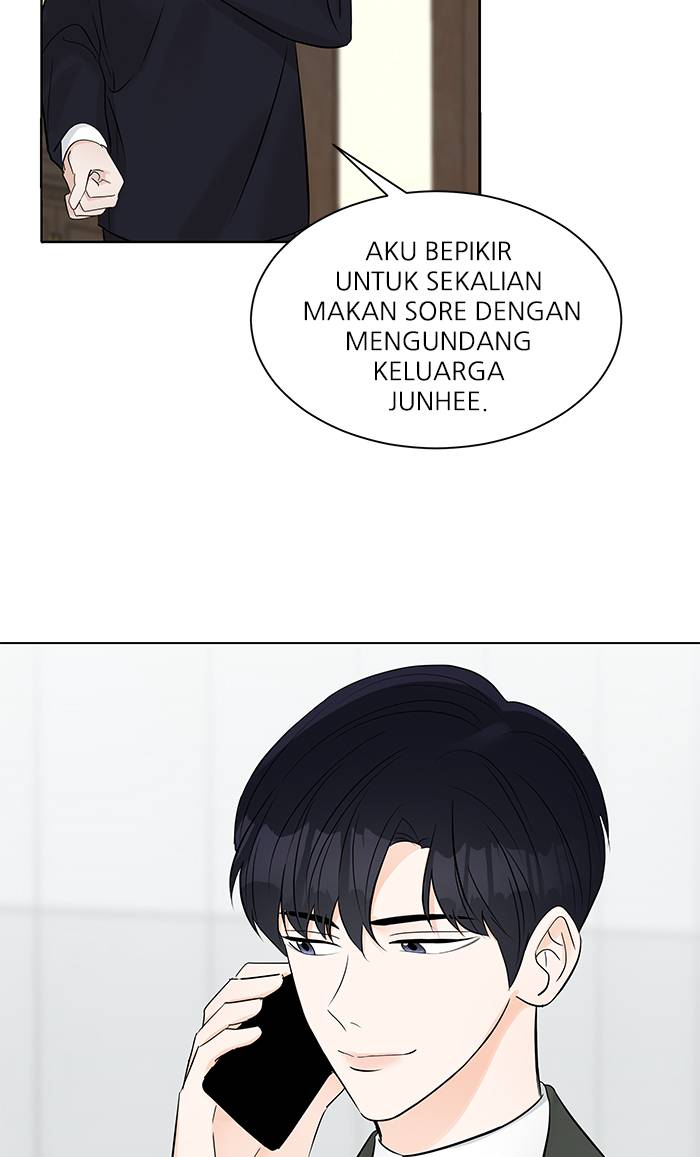 AKU BEPIKIR
UNTUK SEKALIAN
MAKAN SORE DENGAN
MENGUNDANG
KELUARGA
JUNHEE.